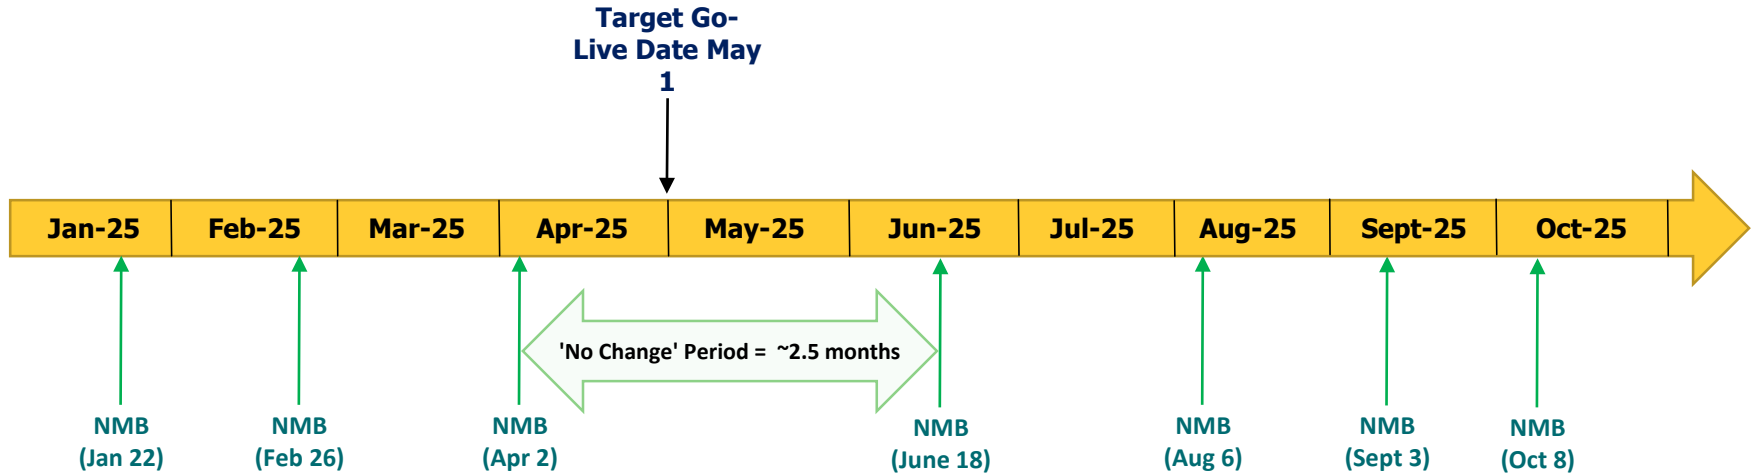 Target Go-
Live Date May
1
Jan-25 Feb-25 Mar-25 Apr-25 May-25 Jun-25 Jul-25 Aug-25 Sept-25 Oct-25
'No Change' Period = ~2.5 months
NMB
(Jan 22)
NMB
(Feb 26)
NMB
(Apr 2)
NMB
(June 18)
NMB
(Aug 6)
NMB
(Sept 3)
NMB
(Oct 8)